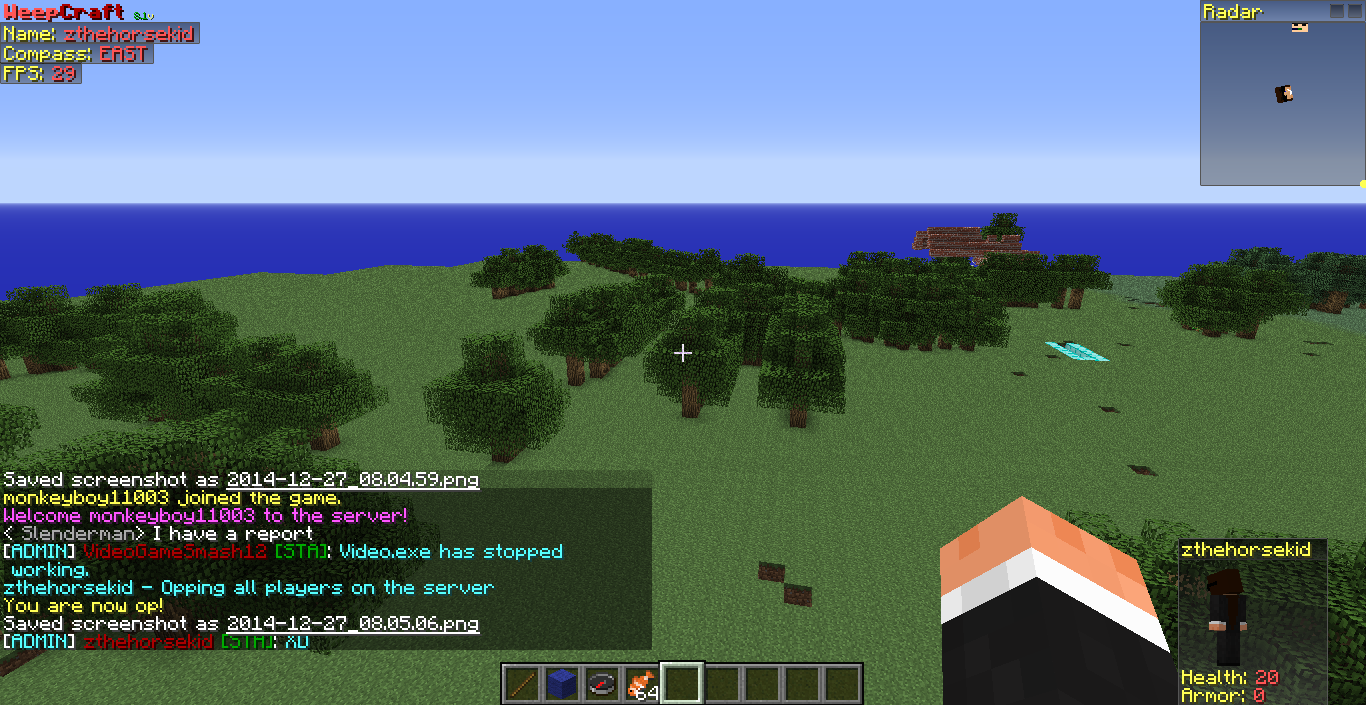 WeepCraft 8.1v
Name: zthehorsekid
Compass: EAST
FPS: 29
Radar
Saved screenshot as 2014-12-27_08.04.59.png
monkeyboy11003 joined the game.
Welcome monkeyboy11003 to the server!
< Slenderman> I have a report
[ADMIN] VideoGameSmash12 [STA]: Video.exe has stopped
working.
zthehorsekid - Opping all players on the server
You are now op!
Saved screenshot as 2014-12-27_08.05.06.png
[ADMIN] zthehorsekid [STA]: XD
64
zthehorsekid
Health: 20
Armor: 0